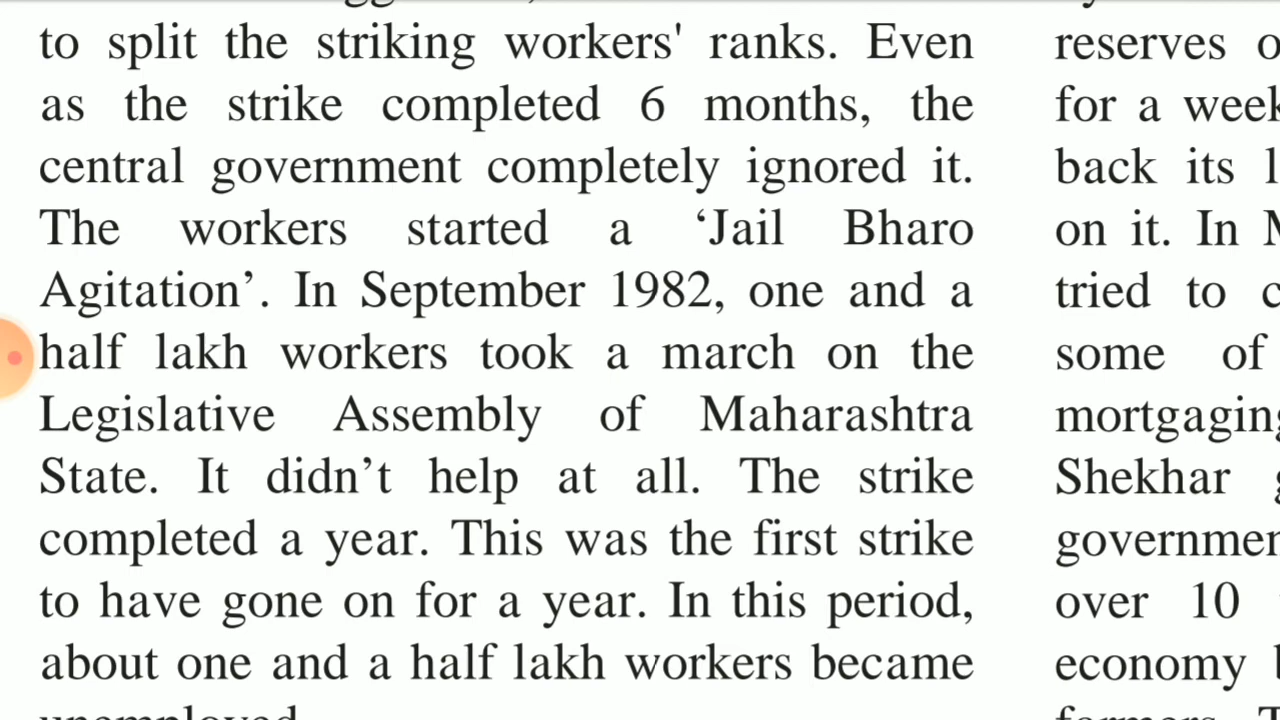 to split the striking workers' ranks. Even
as the strike completed 6 months, the
central government completely ignored it.
The workers started a ‘Jail Bharo
Agitation’. In September 1982, one and a
half lakh workers took a march on the
Legislative Assembly of Maharashtra
State. It didn’t help at all. The strike
completed a year. This was the first strike
to have gone on for a year. In this period,
about one and a half lakh workers became
unemployed.
reserves
for a week
back its
on it. In
tried to
some of
mortgaging
Shekhar
over 10
economy